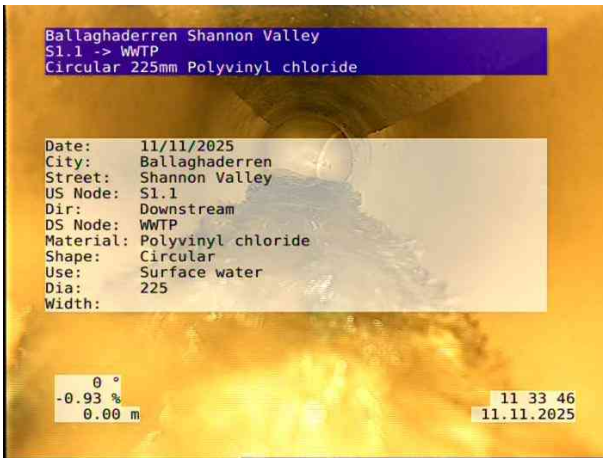 Ballaghaderren Shannon Valley
S1.1 -> WWTP
Circular 225mm Polyvinyl chloride
Date: 11/11/2025
City: Ballaghaderren
Street: Shannon Valley
US Node: S1.1
Dir: Downstream
DS Node: WWTP
Material: Polyvinyl chloride
Shape: Circular
Use: Surface water
Dia: 225
Width:
0 °
-0.93 %
0.00 m
11 33 46
11.11.2025